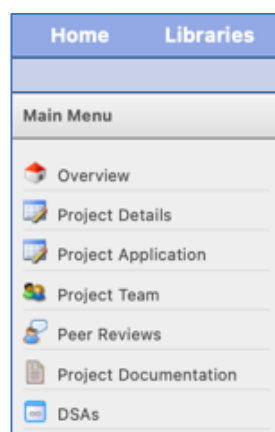 Home Libraries
Main Menu
Overview
Project Details
Project Application
Project Team
Peer Reviews
Project Documentation
DSAs